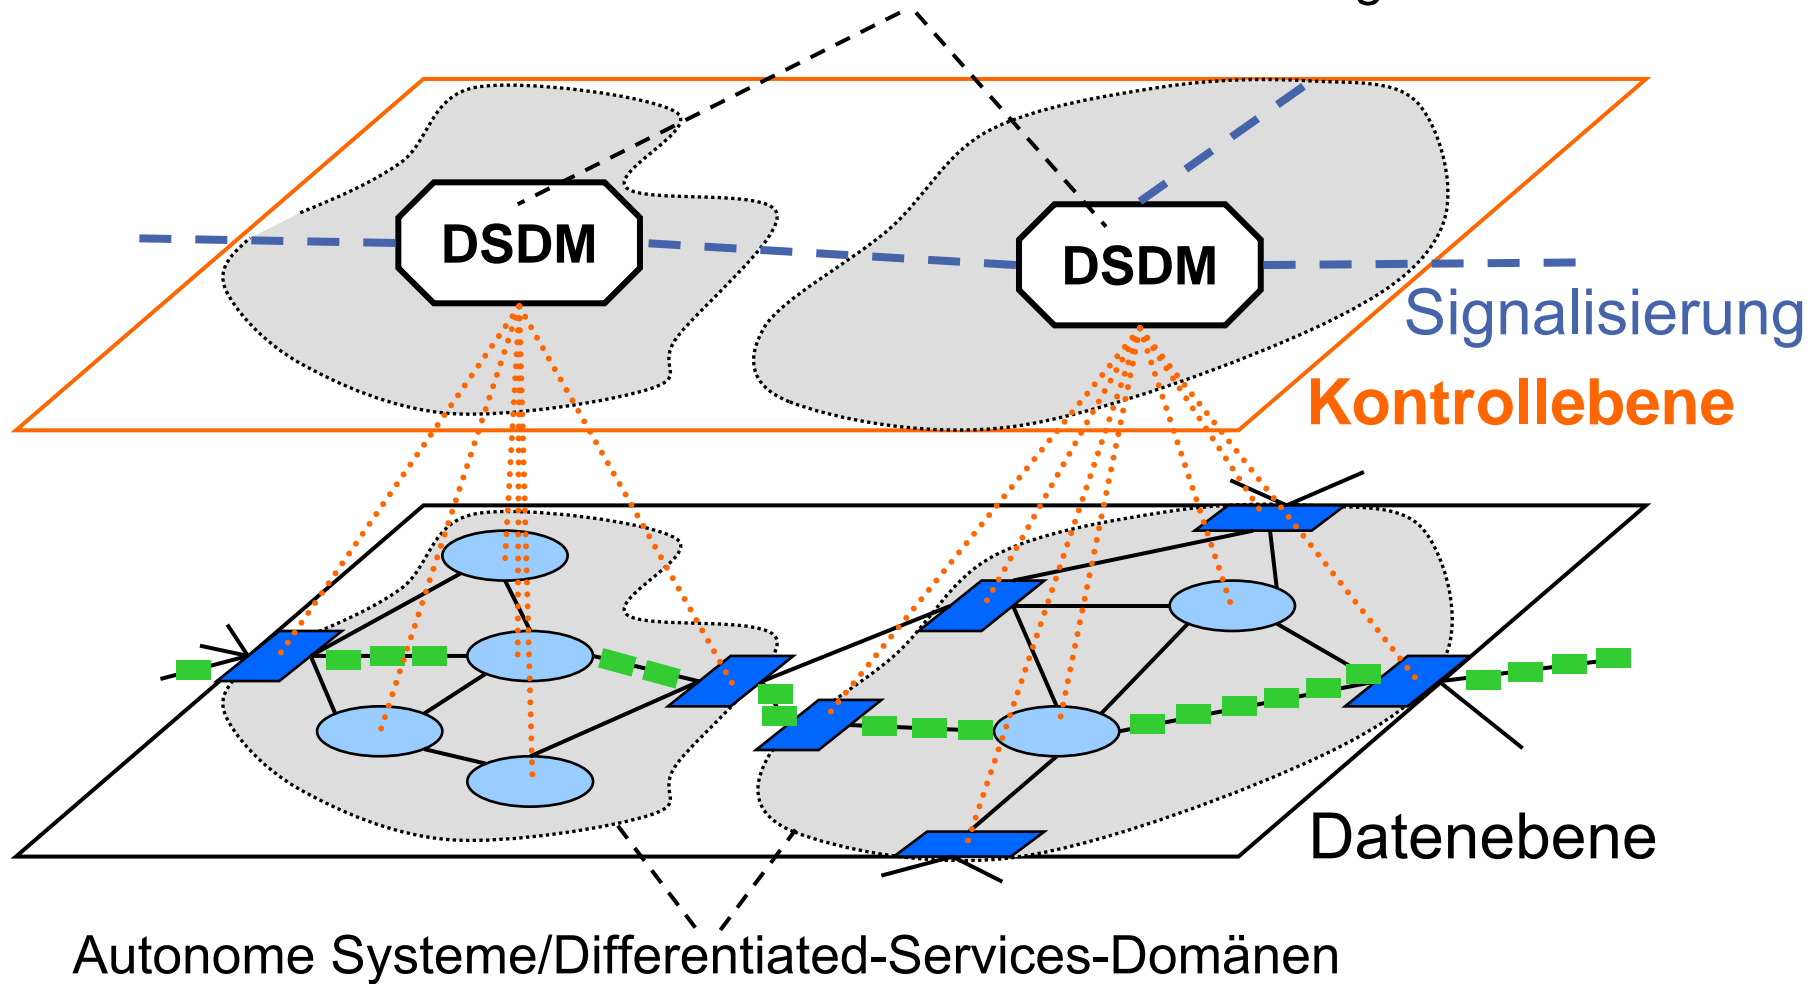 DSDM
DSDM
Signalisierung
Kontrollebene
Datenebene
Autonome Systeme/Differentiated-Services-Domänen